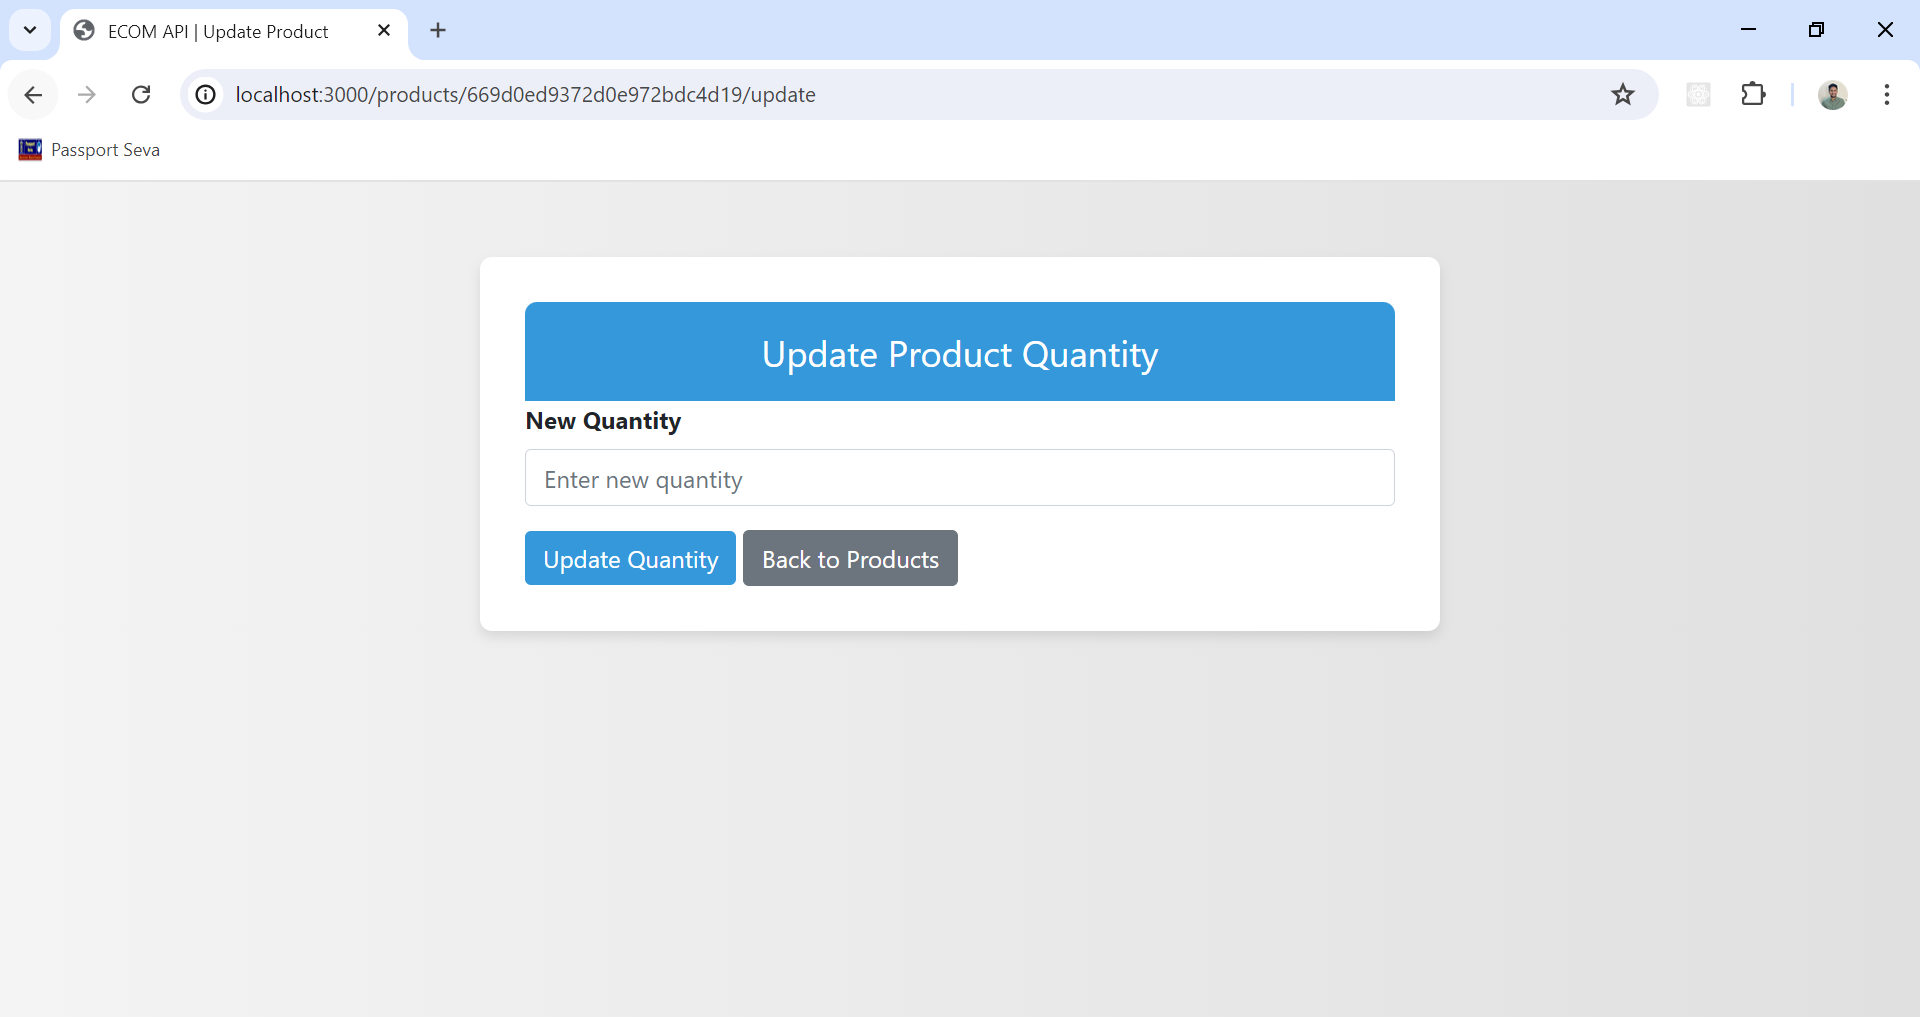 ECOM API | Update Product
localhost:3000/products/669d0ed9372d0e972bdc4d19/update
Passport Seva
Update Product Quantity
New Quantity
Enter new quantity
Update Quantity
Back to Products